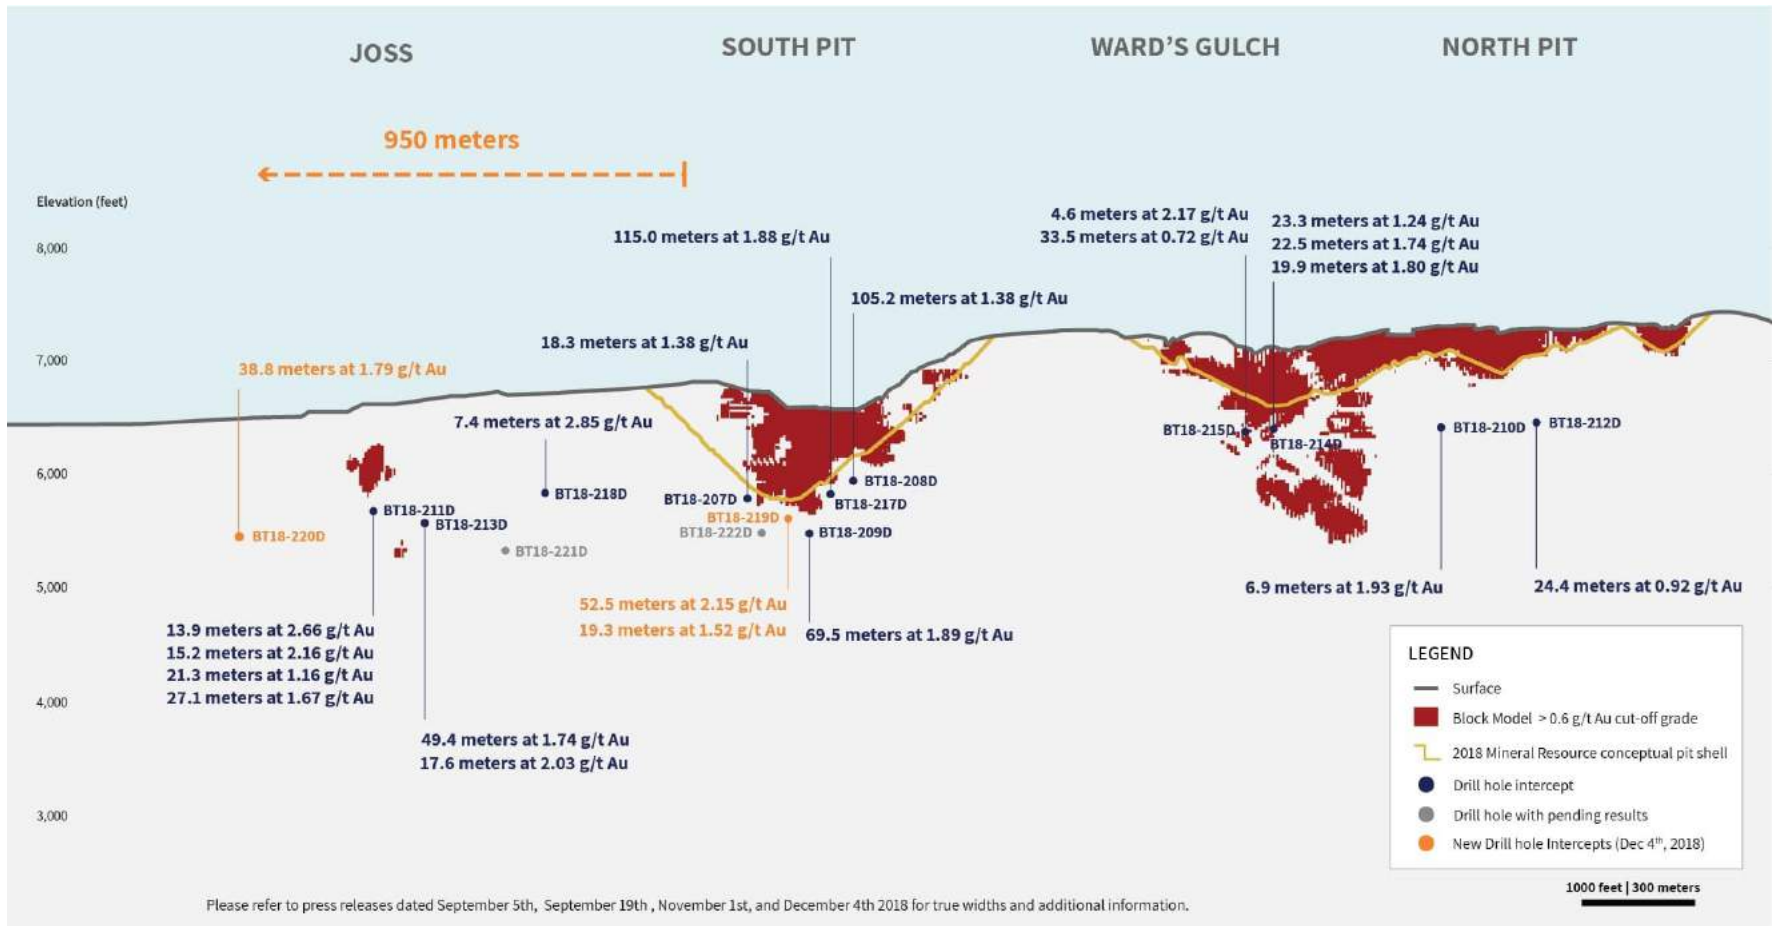 JOSS
SOUTH PIT
WARD'S GULCH
NORTH PIT
950 meters
Elevation (feet)
8,000
7,000
6,000
5,000
4,000
3,000
115.0 meters at 1.88 g/t Au
4.6 meters at 2.17 g/t Au
33.5 meters at 0.72 g/t Au
23.3 meters at 1.24 g/t Au
22.5 meters at 1.74 g/t Au
19.9 meters at 1.80 g/t Au
105.2 meters at 1.38 g/t Au
18.3 meters at 1.38 g/t Au
38.8 meters at 1.79 g/t Au
7.4 meters at 2.85 g/t Au
BT18-215D
BT18-214D
BT18-210D
BT18-212D
BT18-218D
BT18-207D
BT18-208D
BT18-217D
BT18-211D
BT18-213D
BT18-219D
BT18-222D
BT18-209D
BT18-220D
BT18-221D
6.9 meters at 1.93 g/t Au
24.4 meters at 0.92 g/t Au
52.5 meters at 2.15 g/t Au
19.3 meters at 1.52 g/t Au
69.5 meters at 1.89 g/t Au
13.9 meters at 2.66 g/t Au
15.2 meters at 2.16 g/t Au
21.3 meters at 1.16 g/t Au
27.1 meters at 1.67 g/t Au
49.4 meters at 1.74 g/t Au
17.6 meters at 2.03 g/t Au
LEGEND
Surface
Block Model > 0.6 g/t Au cut-off grade
2018 Mineral Resource conceptual pit shell
Drill hole intercept
Drill hole with pending results
New Drill hole Intercepts (Dec 4th, 2018)
1000 feet | 300 meters
Please refer to press releases dated September 5th, September 19th , November 1st, and December 4th 2018 for true widths and additional information.